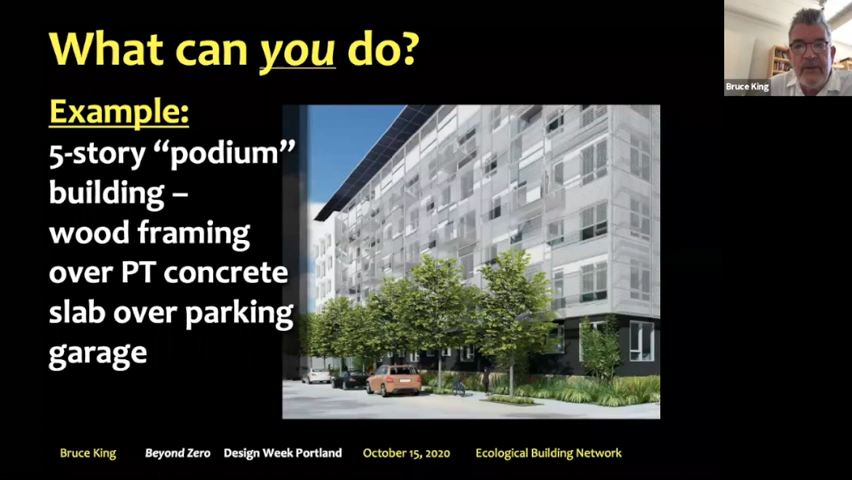 What can you do?
Example:
5-story “podium”
building –
wood framing
over PT concrete
slab over parking
garage
Bruce King
Bruce King Beyond Zero Design Week Portland October 15, 2020 Ecological Building Network